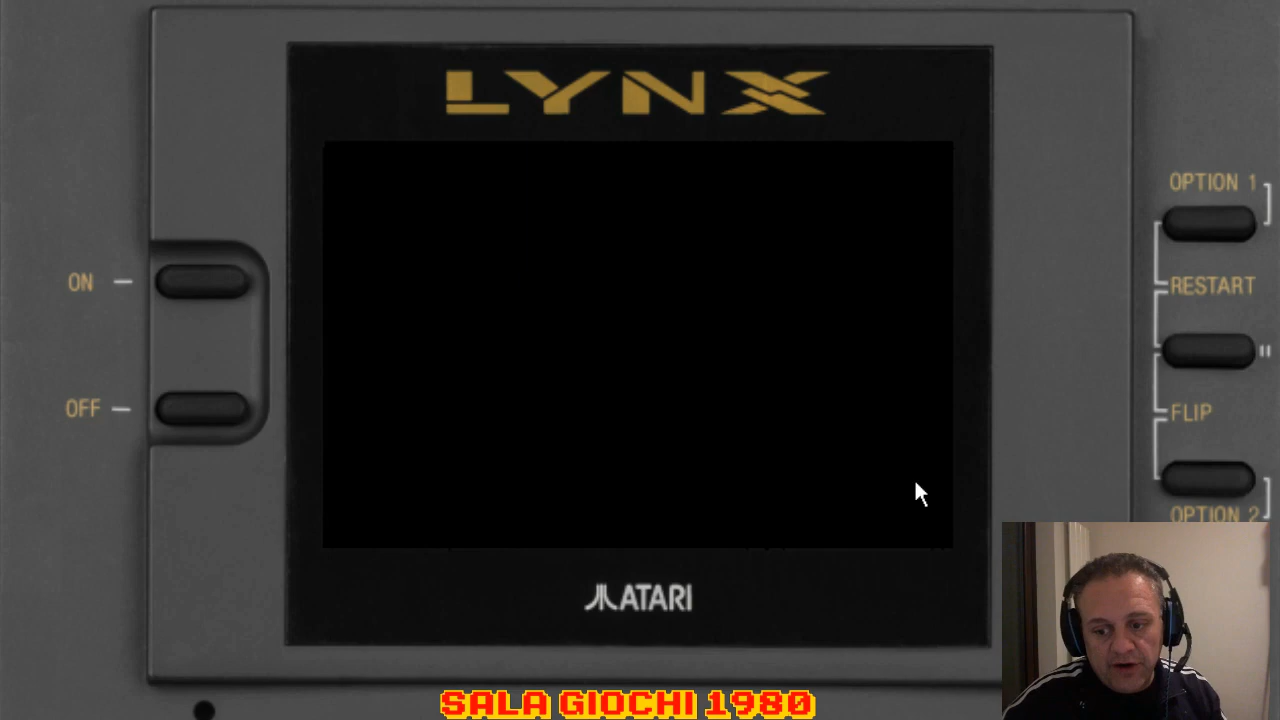 LYNX
OPTION 1
ON
RESTART
OFF
FLIP
OPTION 2
ATARI
SALA GIOCHI 1980